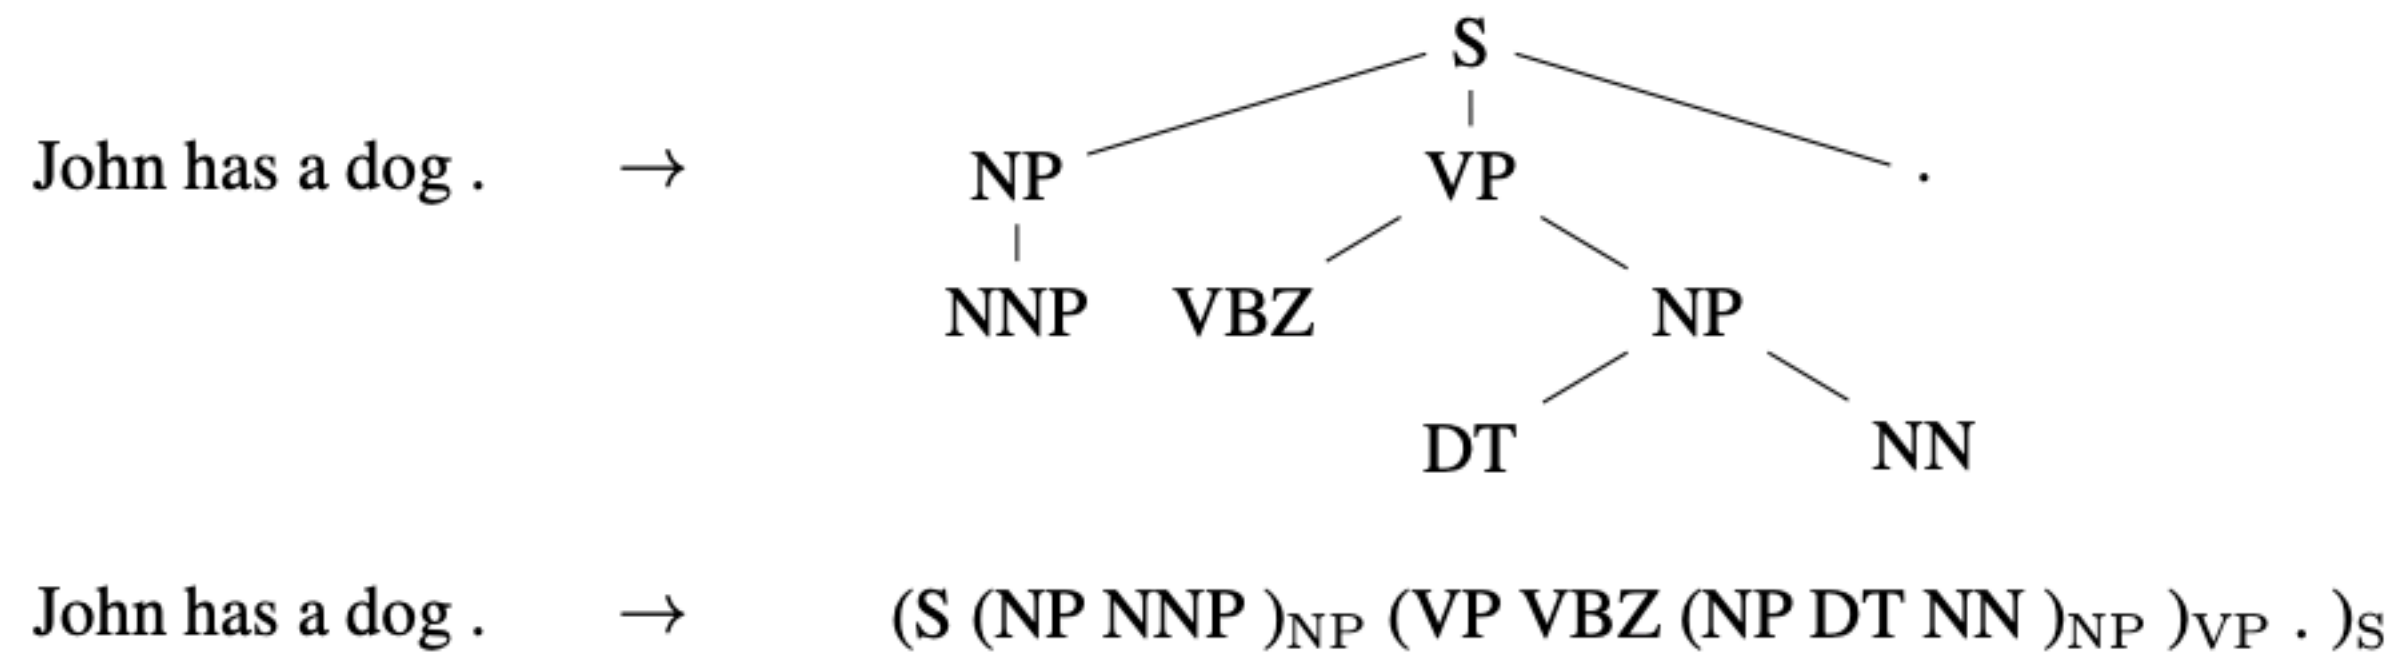 S
John has a dog . → NP VP .
NNP VBZ NP
DT NN
John has a dog . → (S (NP NNP )NP (VP VBZ (NP DT NN )NP )VP . )S